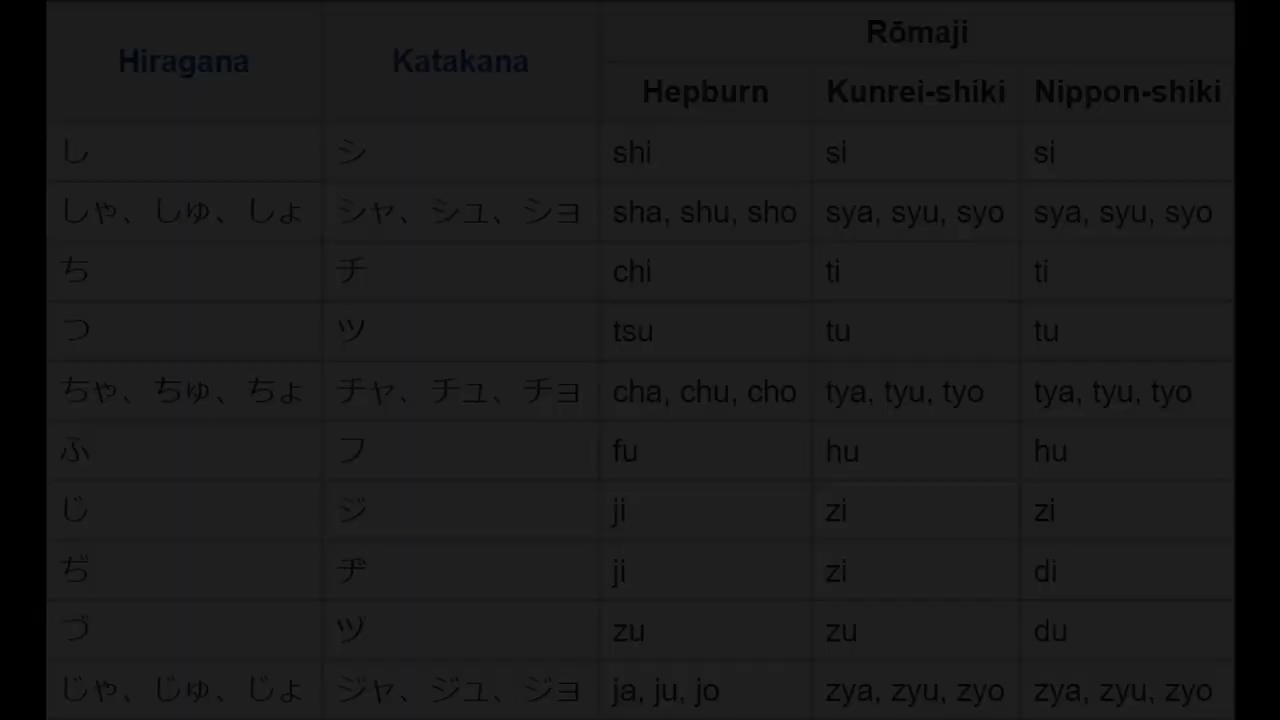 Hiragana Katakana Rōmaji
Hepburn Kunrei-shiki Nippon-shiki
し シ shi si si
しゃ、しゅ、しょ シャ、シュ、ショ sha, shu, sho sya, syu, syo sya, syu, syo
ち チ chi ti ti
つ ツ tsu tu tu
ちゃ、ちゅ、ちょ チャ、チュ、チョ cha, chu, cho tya, tyu, tyo tya, tyu, tyo
ふ フ fu hu hu
じ ジ ji zi zi
ぢ ヂ ji zi di
づ ヅ zu zu du
じゃ、じゅ、じょ ジャ、ジュ、ジョ ja, ju, jo zya, zyu, zyo zya, zyu, zyo